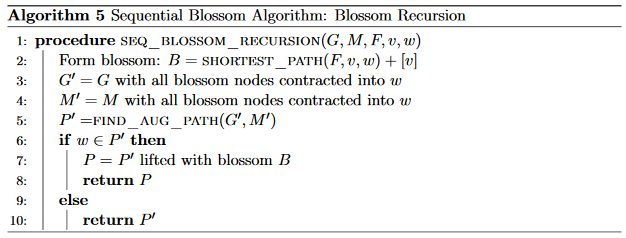 Algorithm 5 Sequential Blossom Algorithm: Blossom Recursion
1: procedure SEQ_BLOSSOM_RECURSION(G, M, F, v, w)
2: Form blossom: B = SHORTEST_PATH(F, v, w) + [v]
3: G′ = G with all blossom nodes contracted into w
4: M′ = M with all blossom nodes contracted into w
5: P′ =FIND_AUG_PATH(G′, M′)
6: if w ∈ P′ then
7: P = P′ lifted with blossom B
8: return P
9: else
10: return P′